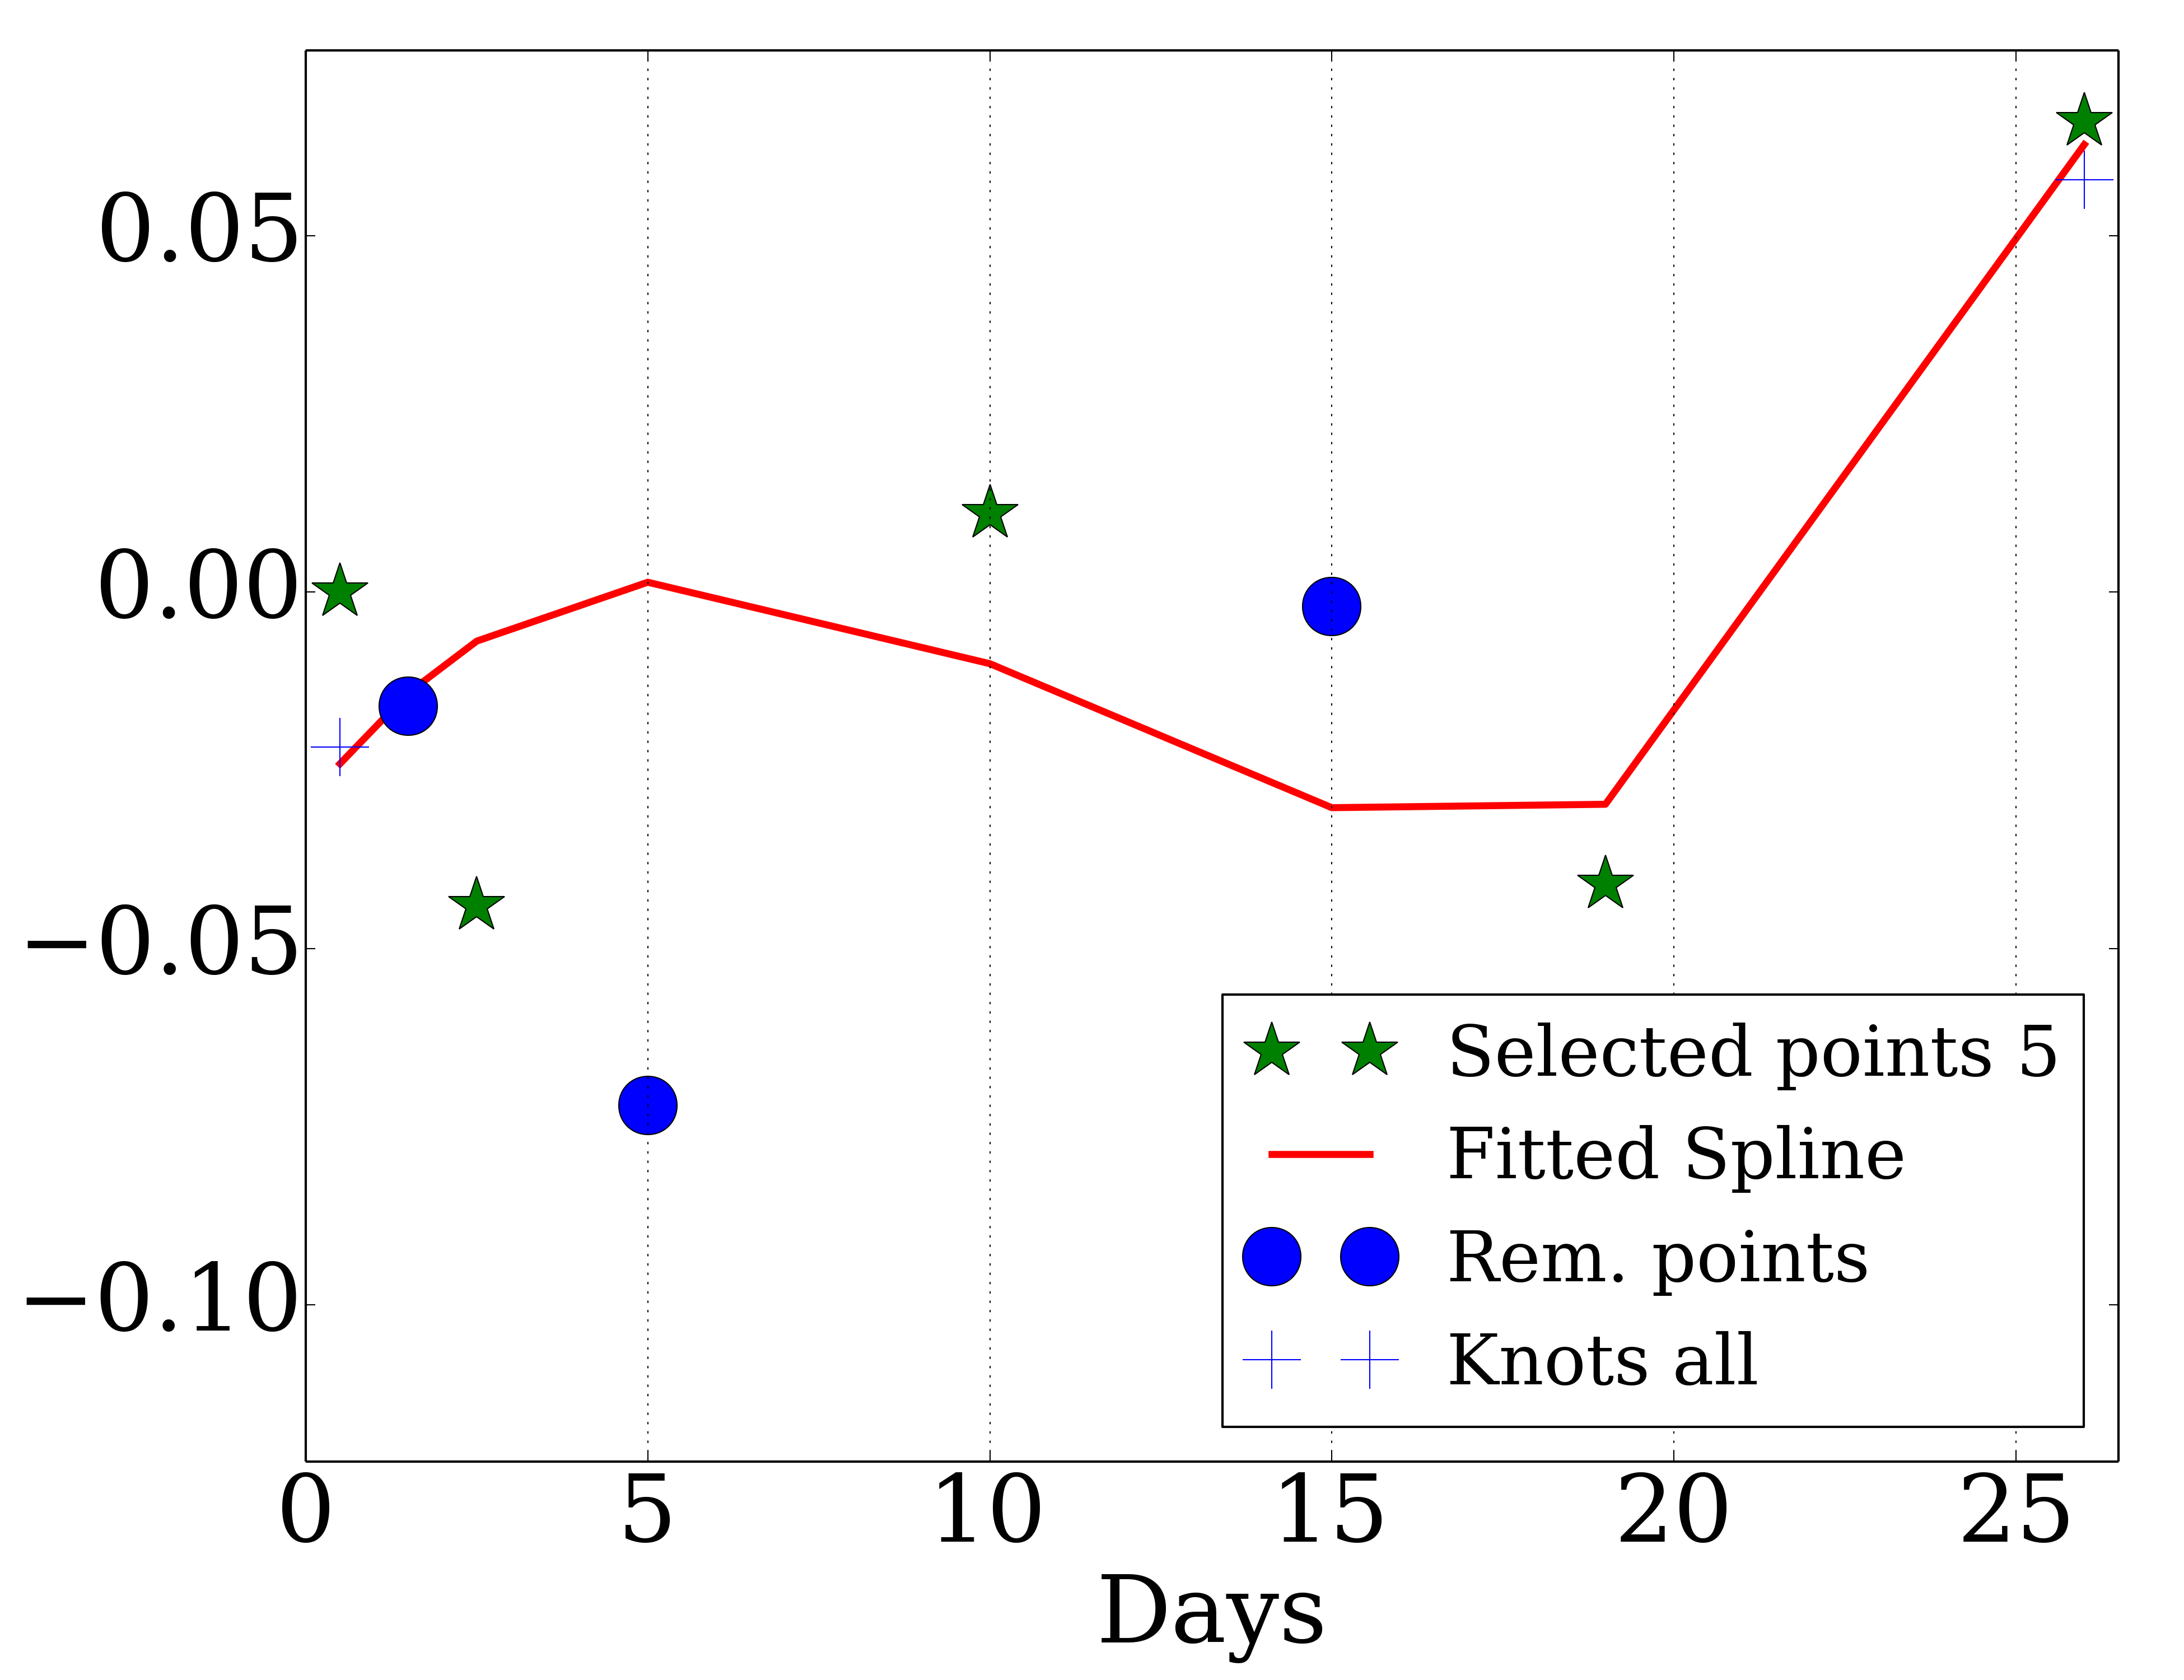 0.05
0.00
−0.05
−0.10
Selected points 5
Fitted Spline
Rem. points
Knots all
0 5 10 15 20 25
Days